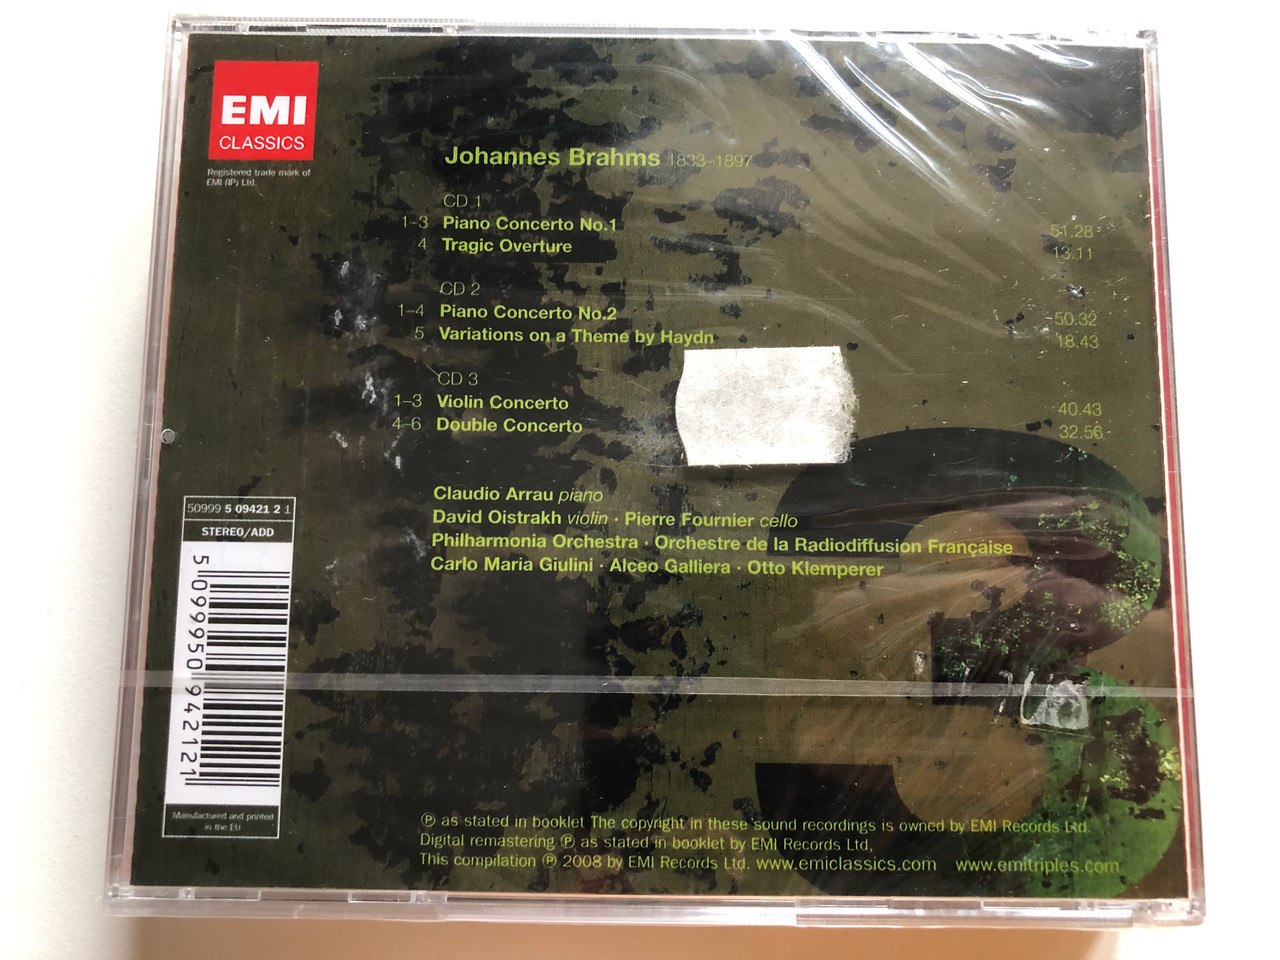 EMI
CLASSICS
Registered trade mark of
EMI (IP) Ltd.
Johannes Brahms 1833–1897
CD 1
1–3 Piano Concerto No.1 51.28
4 Tragic Overture 13.11
CD 2
1–4 Piano Concerto No.2 50.32
5 Variations on a Theme by Haydn 18.43
CD 3
1–3 Violin Concerto 40.43
4–6 Double Concerto 32.56
Claudio Arrau piano
David Oistrakh violin · Pierre Fournier cello
Philharmonia Orchestra · Orchestre de la Radiodiffusion Française
Carlo Maria Giulini · Alceo Galliera · Otto Klemperer
50999 5 09421 2 1
STEREO/ADD
5 099950 942121
Manufactured and printed
in the EU
℗ as stated in booklet The copyright in these sound recordings is owned by EMI Records Ltd.
Digital remastering ℗ as stated in booklet by EMI Records Ltd,
This compilation ℗ 2008 by EMI Records Ltd. www.emiclassics.com www.emitriples.com
3